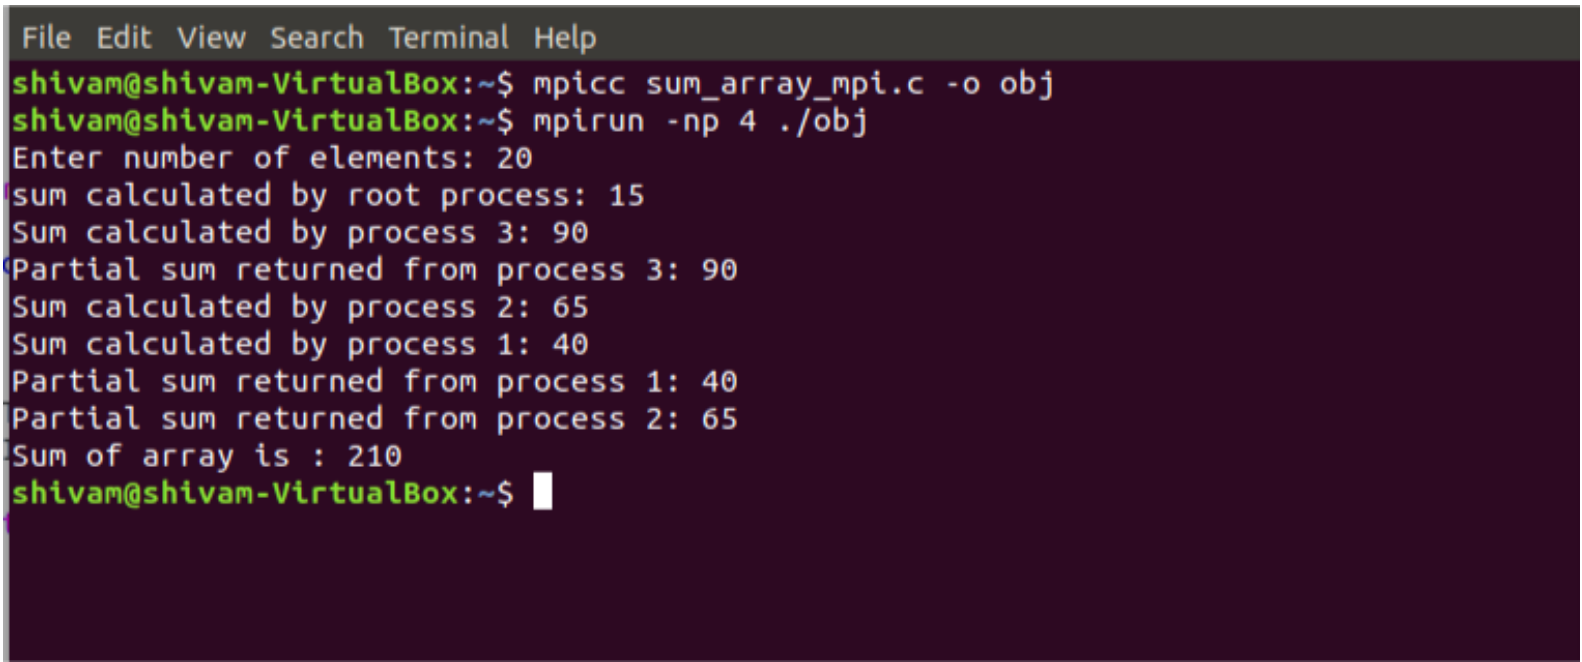 File Edit View Search Terminal Help
shivam@shivam-VirtualBox:~$ mpicc sum_array_mpi.c -o obj
shivam@shivam-VirtualBox:~$ mpirun -np 4 ./obj
Enter number of elements: 20
sum calculated by root process: 15
Sum calculated by process 3: 90
Partial sum returned from process 3: 90
Sum calculated by process 2: 65
Sum calculated by process 1: 40
Partial sum returned from process 1: 40
Partial sum returned from process 2: 65
Sum of array is : 210
shivam@shivam-VirtualBox:~$